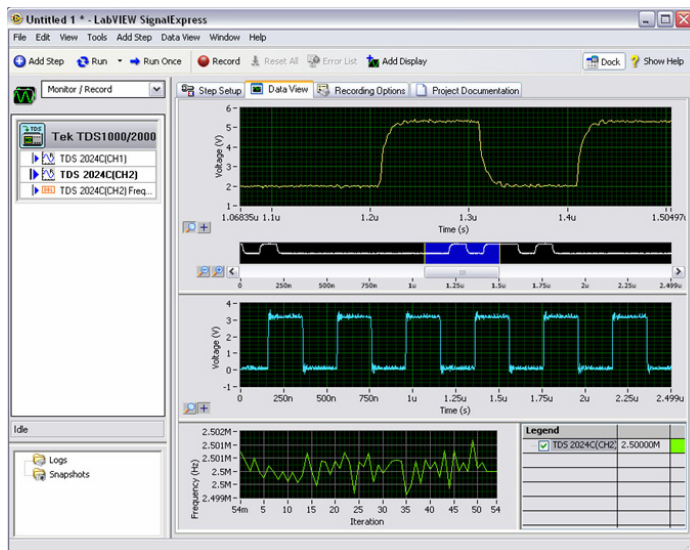 Untitled 1 * - LabVIEW SignalExpress
File Edit View Tools Add Step Data View Window Help
Add Step Run Run Once Record Reset All Error List Add Display Dock Show Help
Monitor / Record
Step Setup Data View Recording Options Project Documentation
TDS
Tek TDS1000/2000
TDS 2024C(CH1)
TDS 2024C(CH2)
TDS 2024C(CH2) Freq...
Voltage (V)
6
5
4
3
2
1
1.06835u 1.1u 1.2u 1.3u 1.4u 1.50497u
Time (s)
0 250n 500n 750n 1u 1.25u 1.5u 1.75u 2u 2.25u 2.499u
Voltage (V)
4
3
2
1
0
-1
0 250n 500n 750n 1u 1.25u 1.5u 1.75u 2u 2.25u 2.499u
Time (s)
Idle
Logs
Snapshots
Frequency (Hz)
2.502M
2.501M
2.501M
2.5M
2.5M
2.499M
54m 5 10 15 20 25 30 35 40 45 50 54
Iteration
Legend
TDS 2024C(CH2) 2.50000M